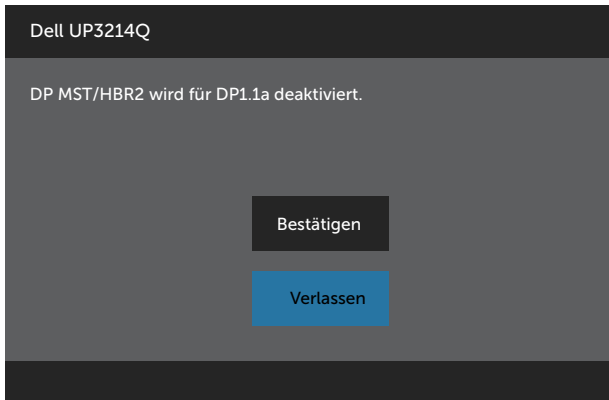 Dell UP3214Q
DP MST/HBR2 wird für DP1.1a deaktiviert.
Bestätigen
Verlassen